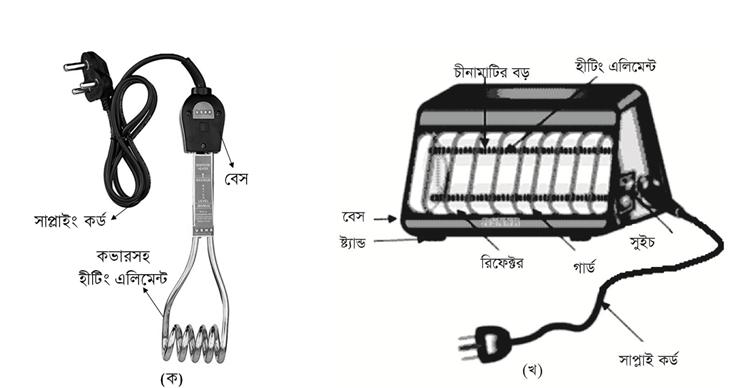 চীনামাটির বড়
হীটিং এলিমেন্ট
বেস
সাপ্লাইং কর্ড
কভারসহ
হীটিং এলিমেন্ট
(ক)
বেস
ষ্ট্যান্ড
রিফেক্টর
গার্ড
সুইচ
সাপ্লাই কর্ড
(খ)